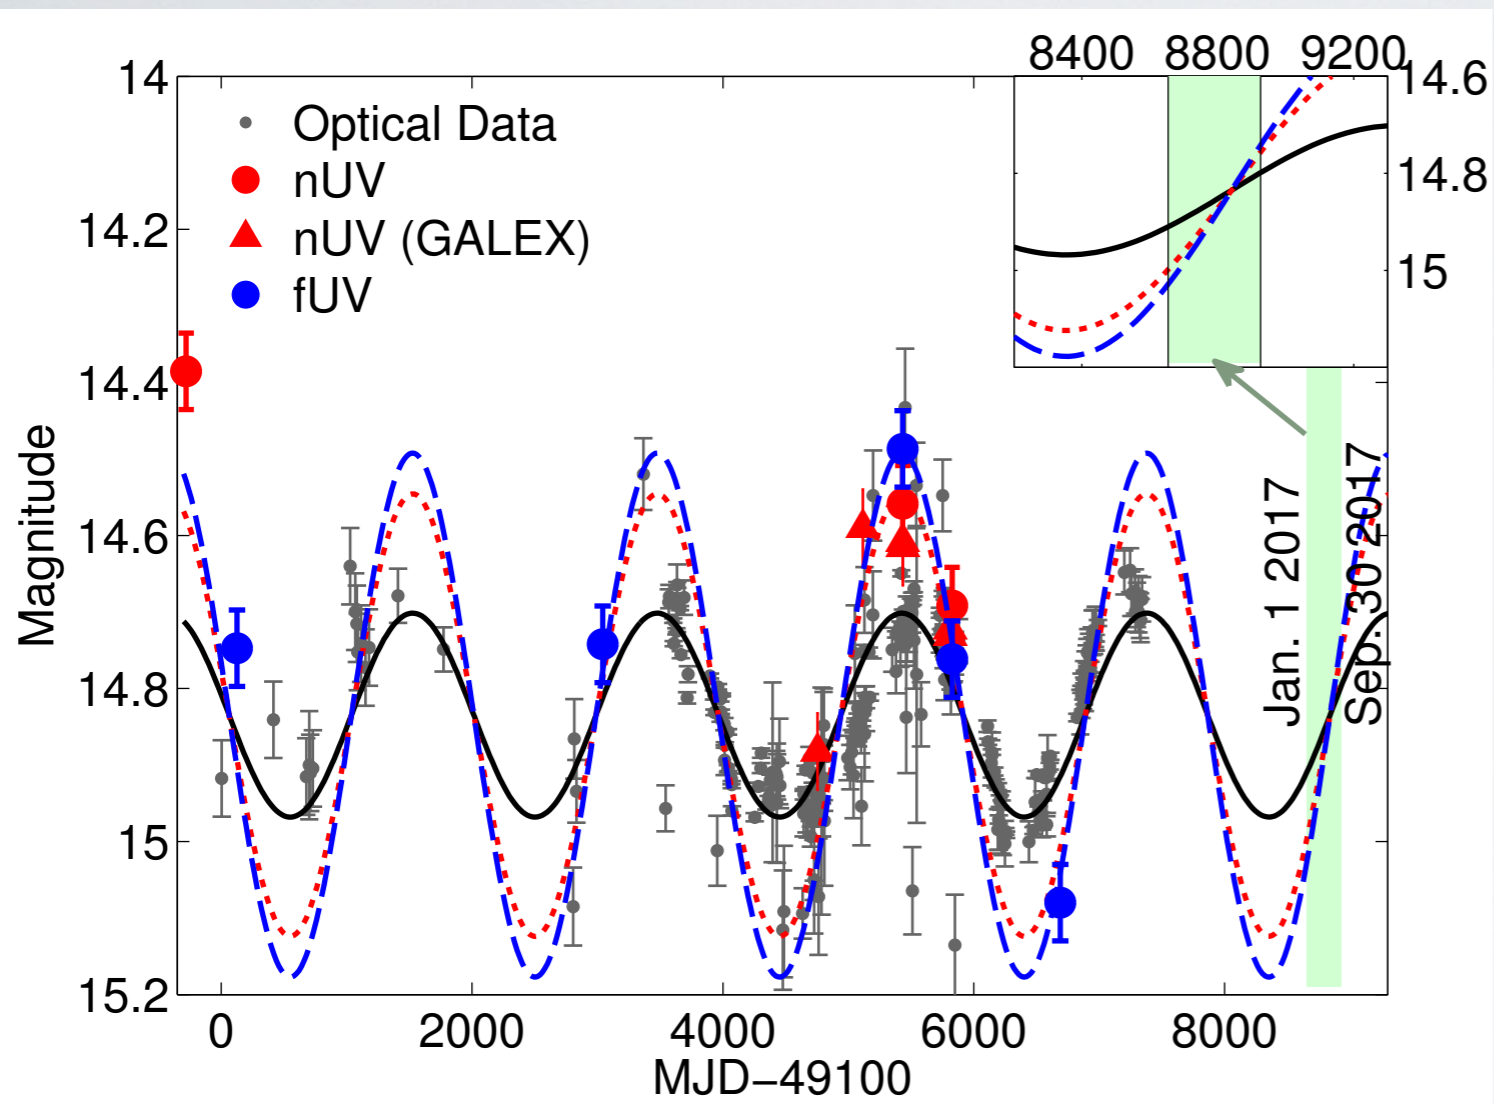 8400 8800 9200
14
14.6
Optical Data
nUV
14.8
14.2
nUV (GALEX)
15
fUV
14.4
Magnitude
14.6
Jan. 1 2017
Sep. 30 2017
14.8
15
15.2
0 2000 4000 6000 8000
MJD−49100